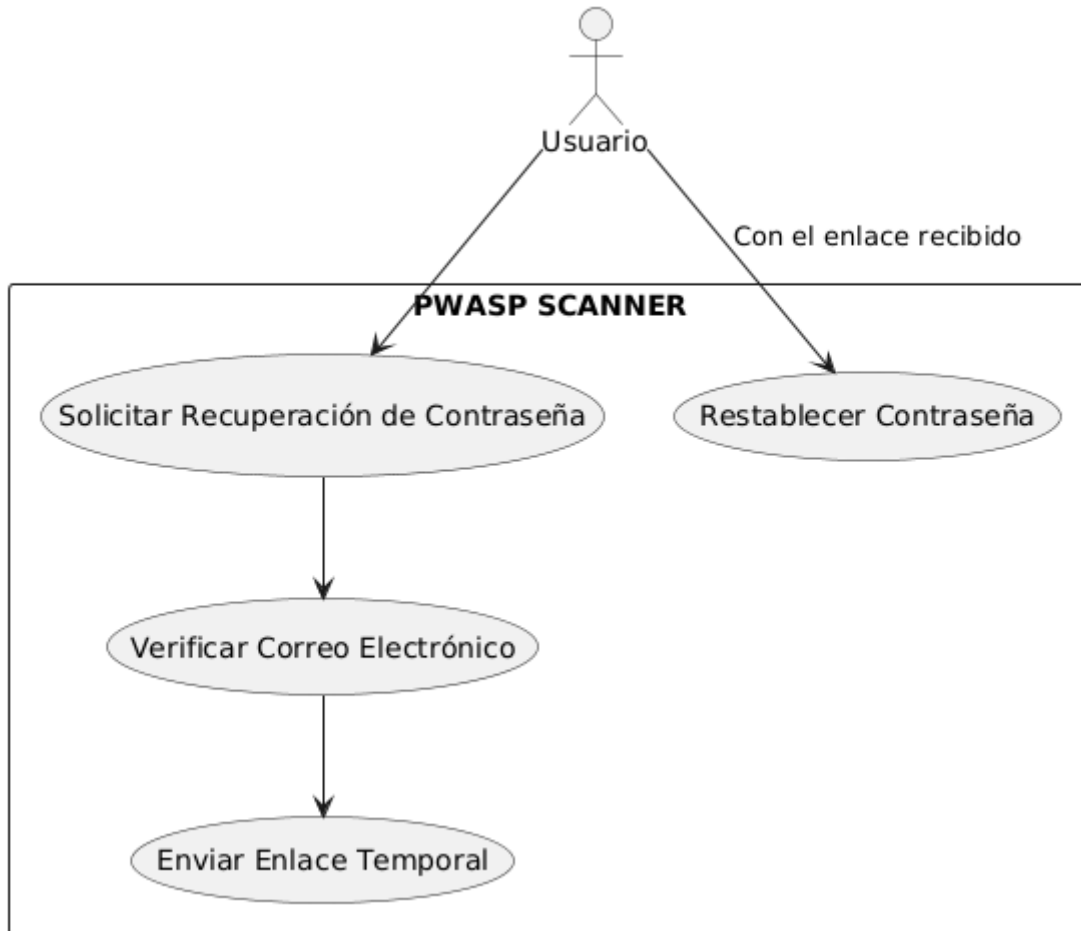 Usuario
Con el enlace recibido
PWASP SCANNER
Solicitar Recuperación de Contraseña
Restablecer Contraseña
Verificar Correo Electrónico
Enviar Enlace Temporal